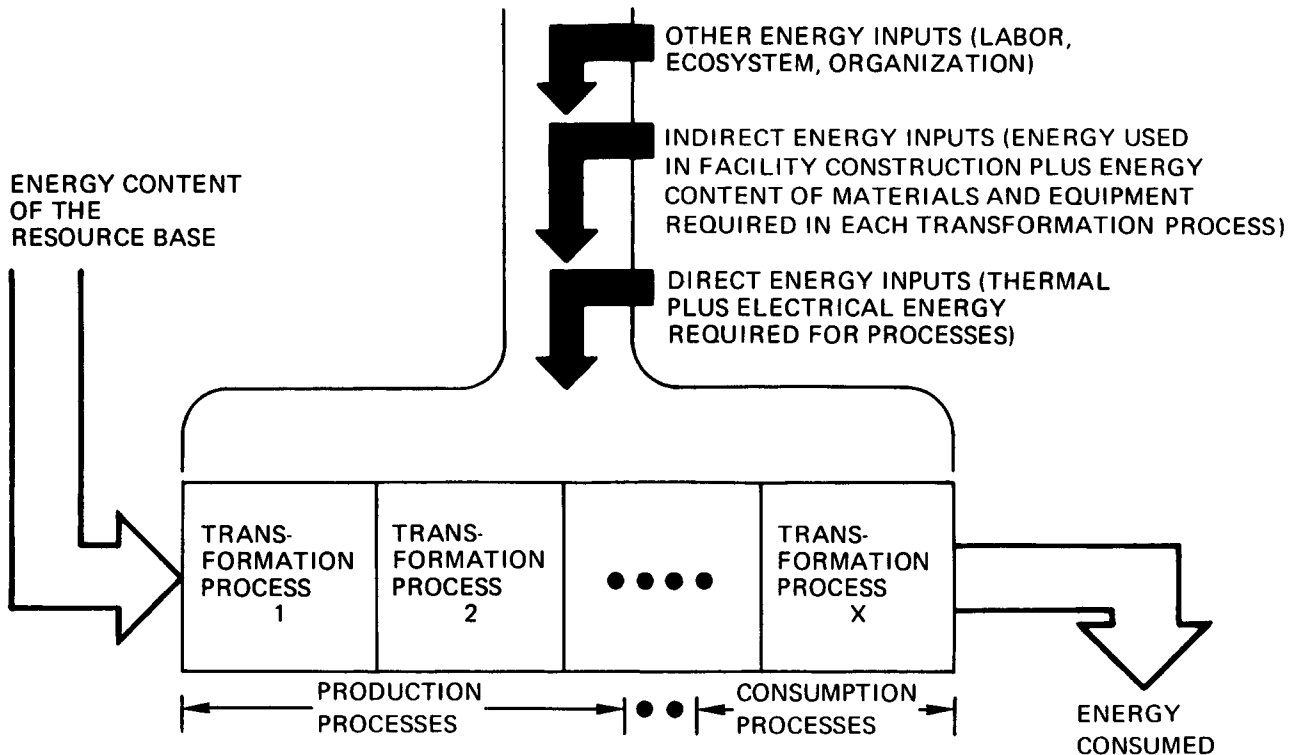 OTHER ENERGY INPUTS (LABOR,
ECOSYSTEM, ORGANIZATION)
INDIRECT ENERGY INPUTS (ENERGY USED
IN FACILITY CONSTRUCTION PLUS ENERGY
CONTENT OF MATERIALS AND EQUIPMENT
REQUIRED IN EACH TRANSFORMATION PROCESS)
ENERGY CONTENT
OF THE
RESOURCE BASE
DIRECT ENERGY INPUTS (THERMAL
PLUS ELECTRICAL ENERGY
REQUIRED FOR PROCESSES)
TRANS-
FORMATION
PROCESS
1
TRANS-
FORMATION
PROCESS
2
TRANS-
FORMATION
PROCESS
X
PRODUCTION
PROCESSES
CONSUMPTION
PROCESSES
ENERGY
CONSUMED